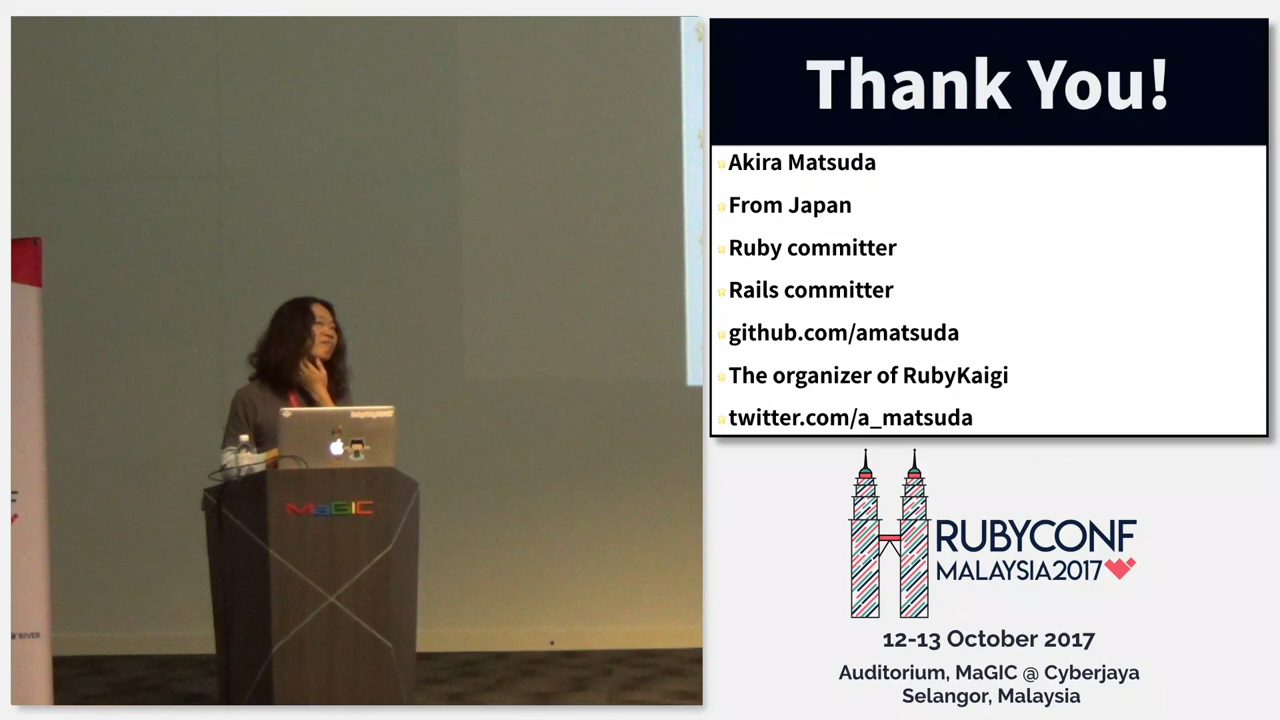 Thank You!
Akira Matsuda
From Japan
Ruby committer
Rails committer
github.com/amatsuda
The organizer of RubyKaigi
twitter.com/a_matsuda
MaGIC
RIVER
RUBYCONF
MALAYSIA2017
12-13 October 2017
Auditorium, MaGIC @ Cyberjaya
Selangor, Malaysia